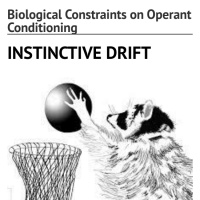 Biological Constraints on Operant
Conditioning
INSTINCTIVE DRIFT